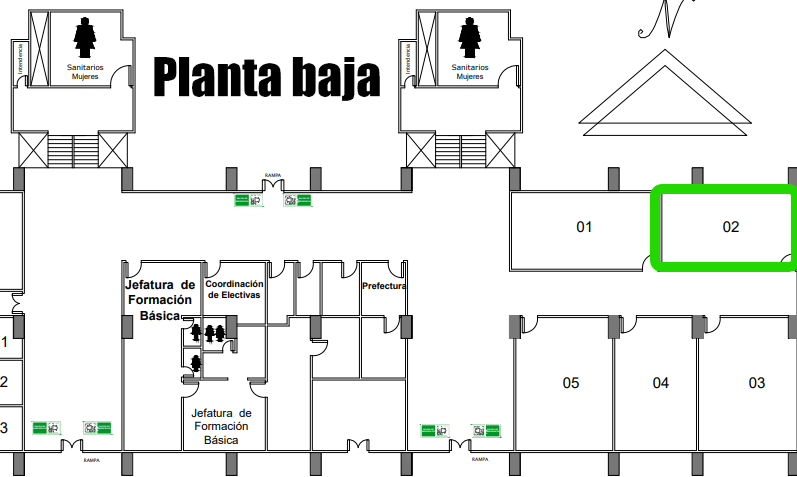 N
Intendencia
Sanitarios
Mujeres
Planta baja
Intendencia
Sanitarios
Mujeres
RAMPA
01
02
Jefatura de
Formación
Básica
Coordinación
de Electivas
Prefectura
1
2
3
05
04
03
Jefatura de
Formación
Básica
RAMPA
RAMPA